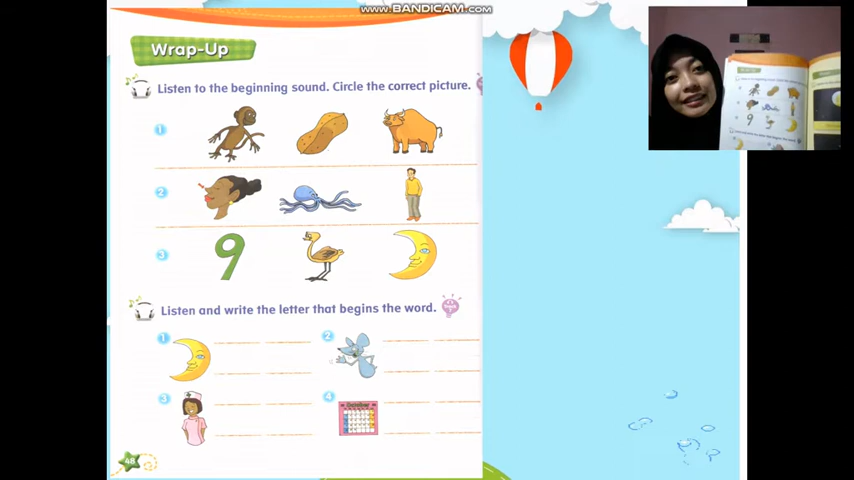 www.BANDICAM.com
Wrap-Up
Listen to the beginning sound. Circle the correct picture.
1
2
3
9
Listen and write the letter that begins the word.
1
2
3
4
October
48